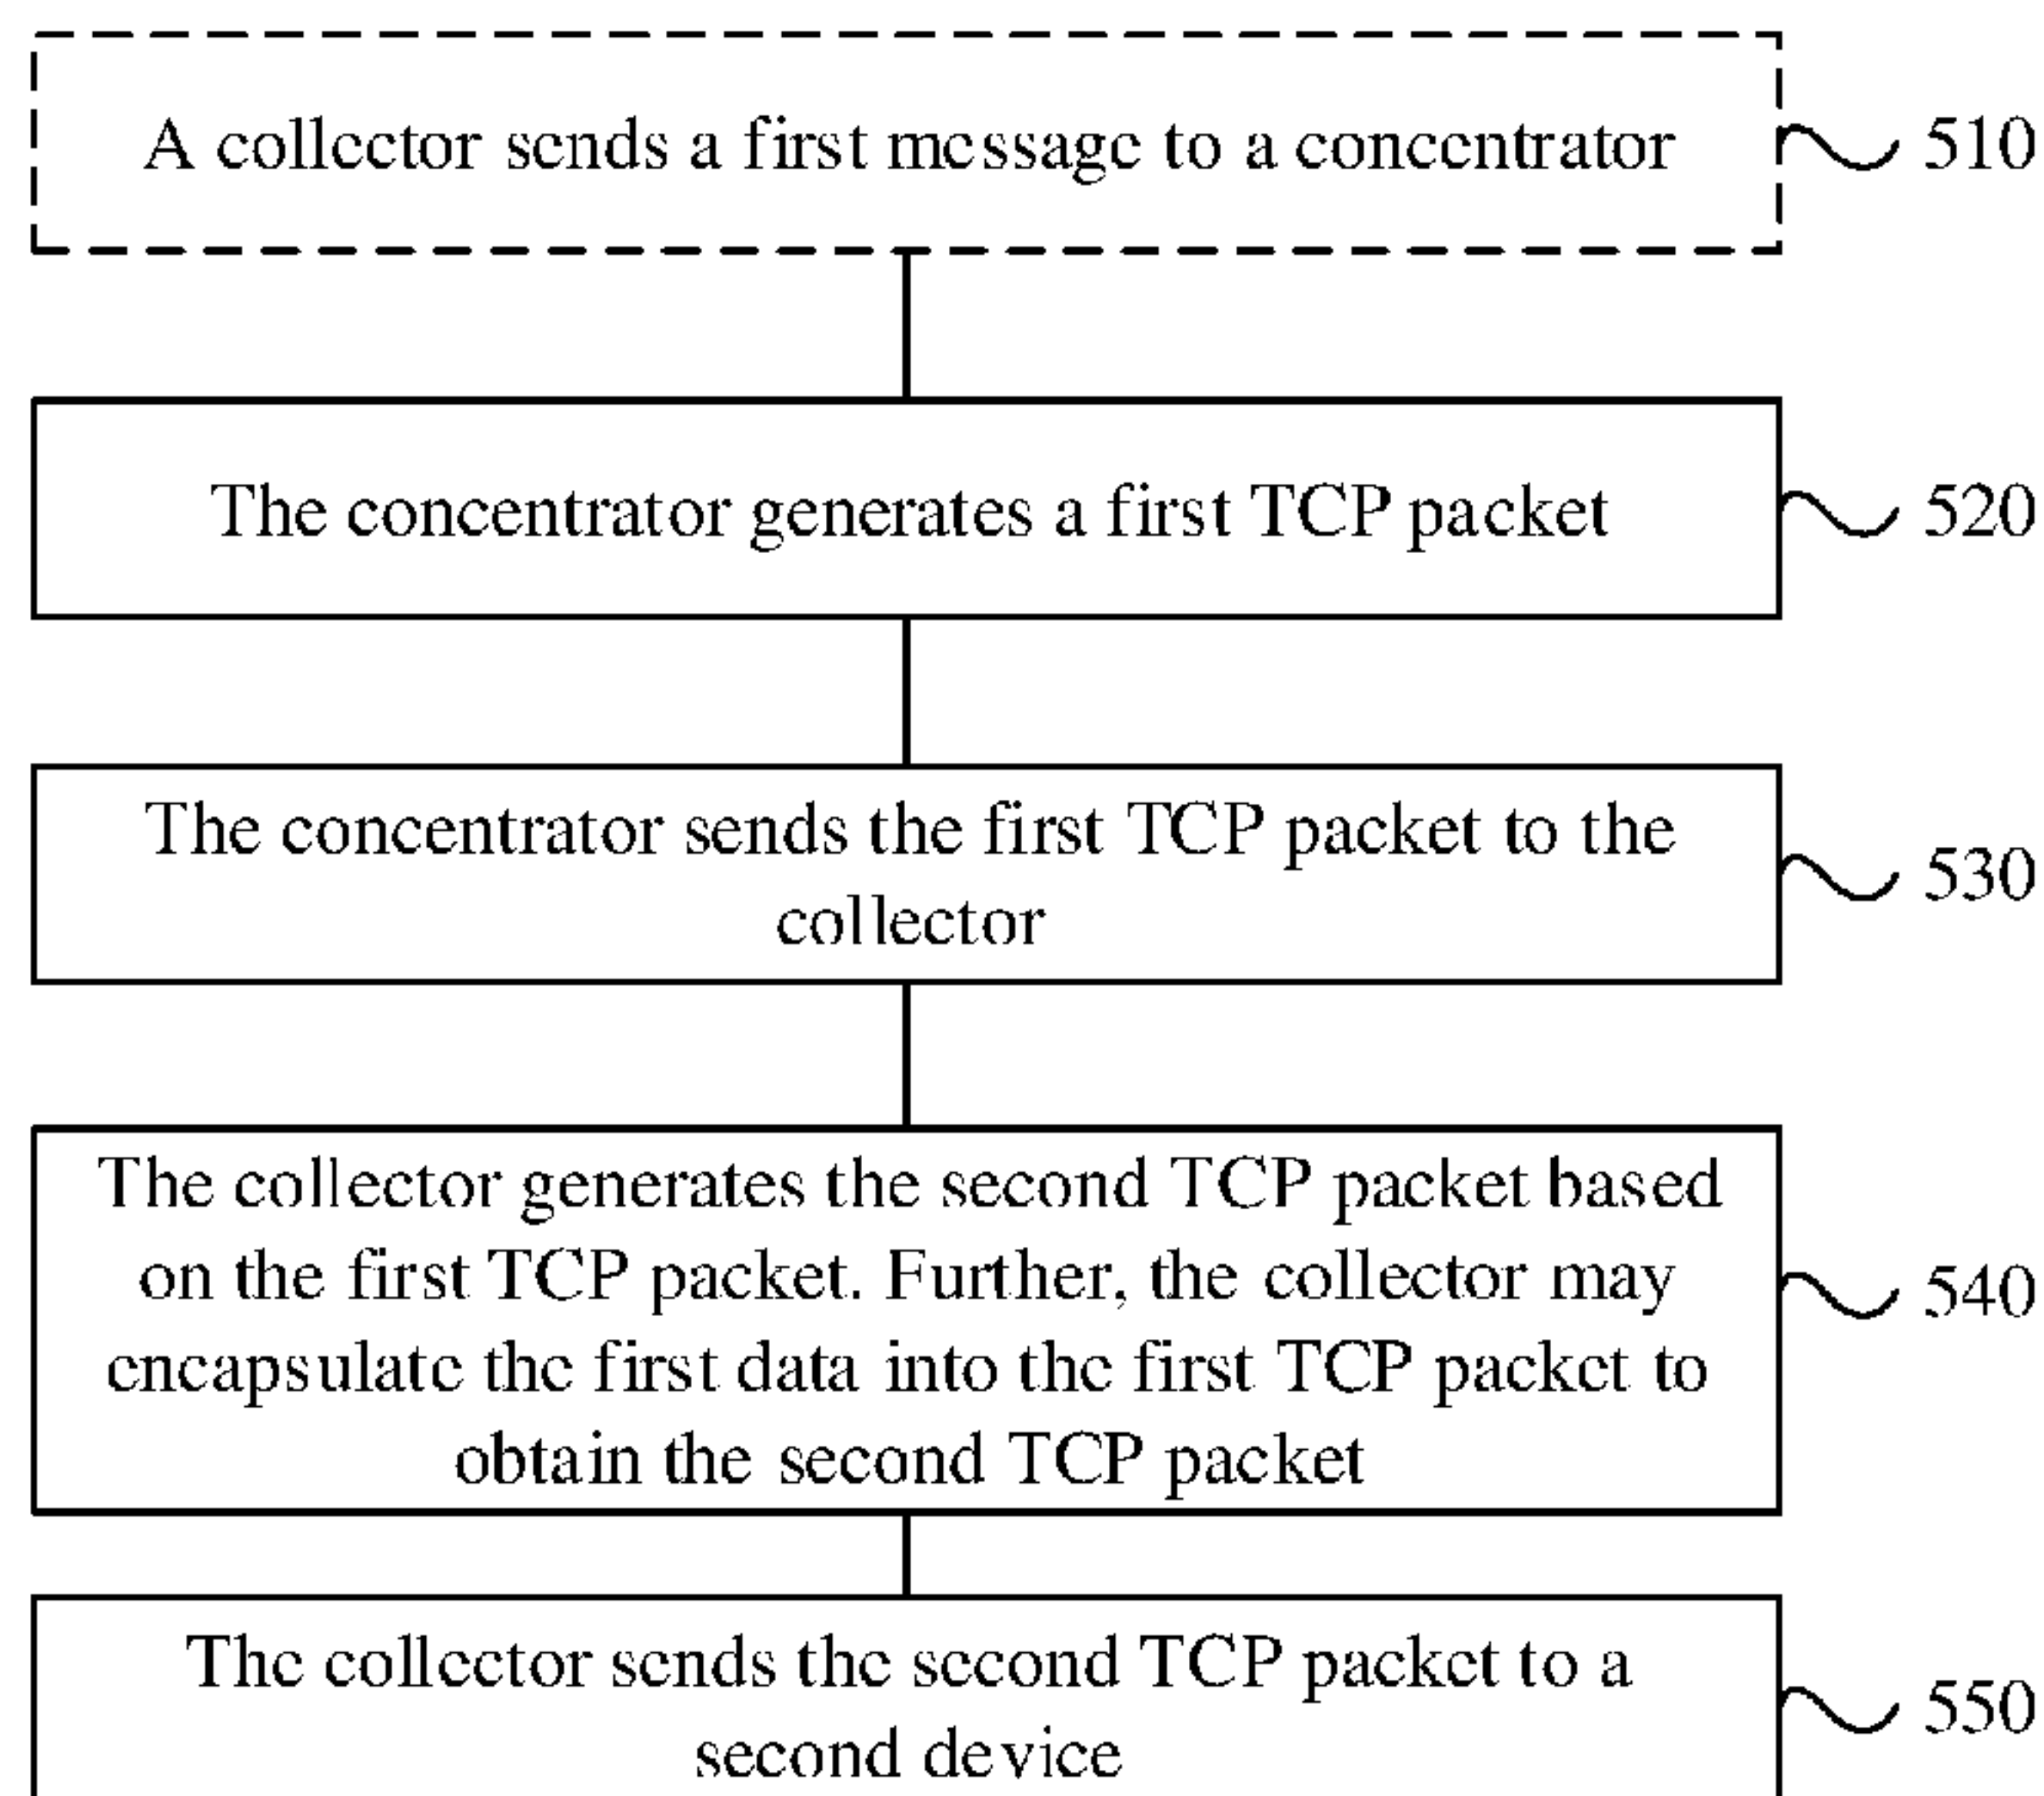 A collector sends a first message to a concentrator
510
The concentrator generates a first TCP packet
520
The concentrator sends the first TCP packet to the
collector
530
The collector generates the second TCP packet based
on the first TCP packet. Further, the collector may
encapsulate the first data into the first TCP packet to
obtain the second TCP packet
540
The collector sends the second TCP packet to a
second device
550